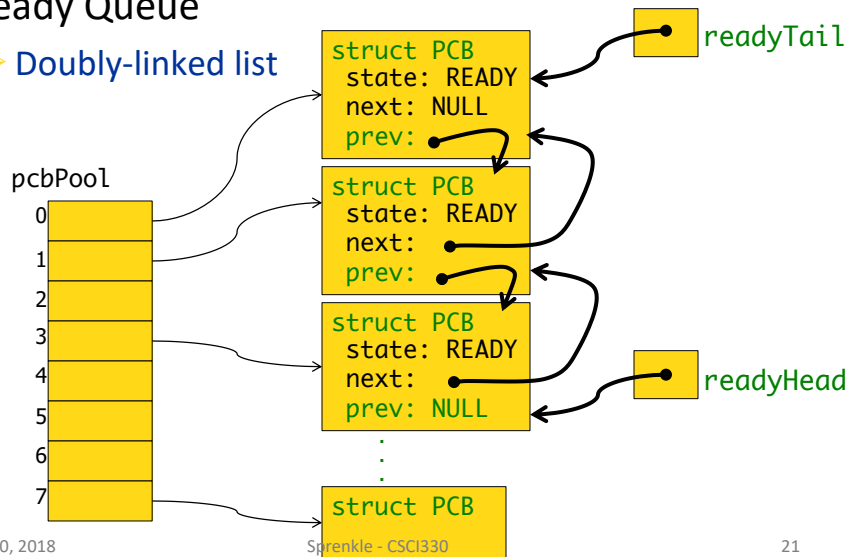 eady Queue
Doubly-linked list
readyTail
struct PCB
state: READY
next: NULL
prev:
pcbPool
0
1
2
3
4
5
6
7
struct PCB
state: READY
next:
prev:
struct PCB
state: READY
next:
prev: NULL
readyHead
.
.
.
struct PCB
0, 2018
Sprenkle - CSCI330
21